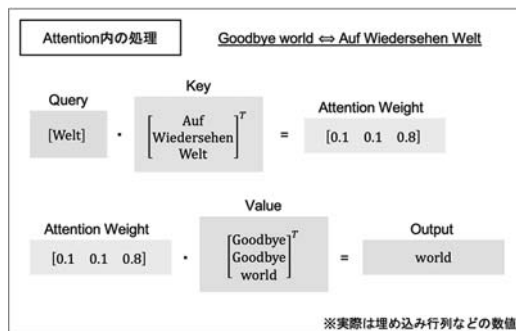 Attention内の処理
Goodbye world ⇔ Auf Wiedersehen Welt
Query
Key
Attention Weight
[Welt] · [Auf Wiedersehen Welt]^T = [0.1 0.1 0.8]
Attention Weight
Value
Output
[0.1 0.1 0.8] · [Goodbye Goodbye world]^T = world
※実際は埋め込み行列などの数値